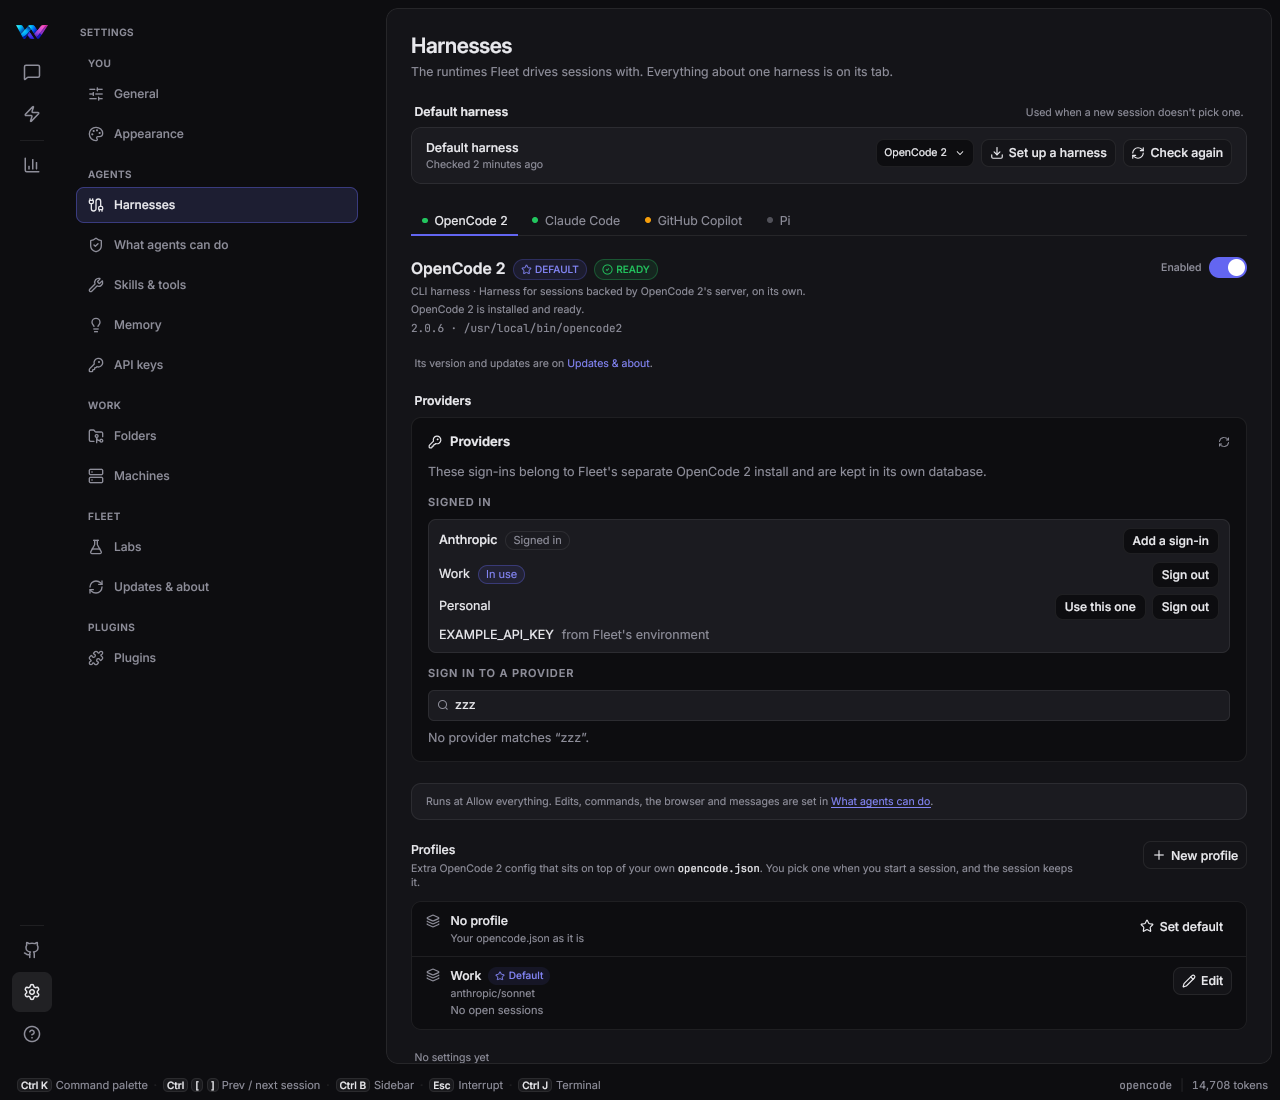 SETTINGS
YOU
General
Appearance
AGENTS
Harnesses
What agents can do
Skills & tools
Memory
API keys
WORK
Folders
Machines
FLEET
Labs
Updates & about
PLUGINS
Plugins
Harnesses
The runtimes Fleet drives sessions with. Everything about one harness is on its tab.
Default harness
Used when a new session doesn't pick one.
Default harness
Checked 2 minutes ago
OpenCode 2
Set up a harness
Check again
OpenCode 2
Claude Code
GitHub Copilot
Pi
OpenCode 2 DEFAULT READY
Enabled
CLI harness · Harness for sessions backed by OpenCode 2's server, on its own.
OpenCode 2 is installed and ready.
2.0.6 · /usr/local/bin/opencode2
Its version and updates are on Updates & about.
Providers
Providers
These sign-ins belong to Fleet's separate OpenCode 2 install and are kept in its own database.
SIGNED IN
Anthropic Signed in
Add a sign-in
Work In use
Sign out
Personal
Use this one
Sign out
EXAMPLE_API_KEY from Fleet's environment
SIGN IN TO A PROVIDER
zzz
No provider matches “zzz”.
Runs at Allow everything. Edits, commands, the browser and messages are set in What agents can do.
Profiles
Extra OpenCode 2 config that sits on top of your own opencode.json. You pick one when you start a session, and the session keeps
it.
New profile
No profile
Your opencode.json as it is
Set default
Work Default
anthropic/sonnet
No open sessions
Edit
No settings yet
Ctrl K Command palette · Ctrl [ ] Prev / next session · Ctrl B Sidebar · Esc Interrupt · Ctrl J Terminal
opencode
14,708 tokens